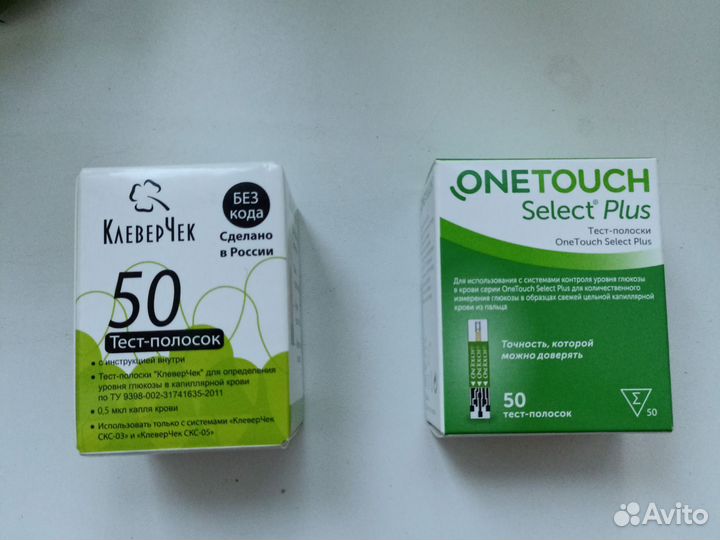 КлеверЧек
БЕЗ
кода
Сделано
в России
50
Тест-полосок
• с инструкцией внутри
• Тест-полоски "КлеверЧек" для определения
уровня глюкозы в капиллярной крови
по ТУ 9398-002-31741635-2011
• 0,5 мкл капля крови
• Использовать только с системами «КлеверЧек
СКС-03» и «КлеверЧек СКС-05»
ONETOUCH
Select® Plus
Тест-полоски
OneTouch Select Plus
Для использования с системами контроля уровня глюкозы
в крови серии OneTouch Select Plus для количественного
измерения глюкозы в образцах свежей цельной капиллярной
крови из пальца
Точность, которой
можно доверять
ONETOUCH
ONETOUCH
ONETOUCH
50
тест-полосок
Σ
50
Avito